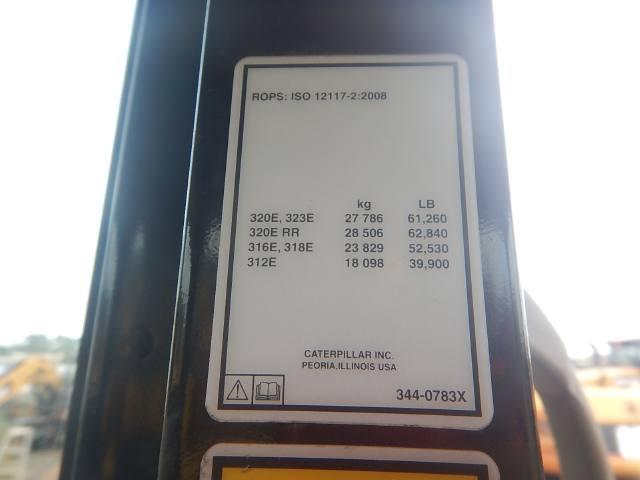 ROPS: ISO 12117-2:2008
kg LB
320E, 323E 27 786 61,260
320E RR 28 506 62,840
316E, 318E 23 829 52,530
312E 18 098 39,900
CATERPILLAR INC.
PEORIA,ILLINOIS USA
344-0783X